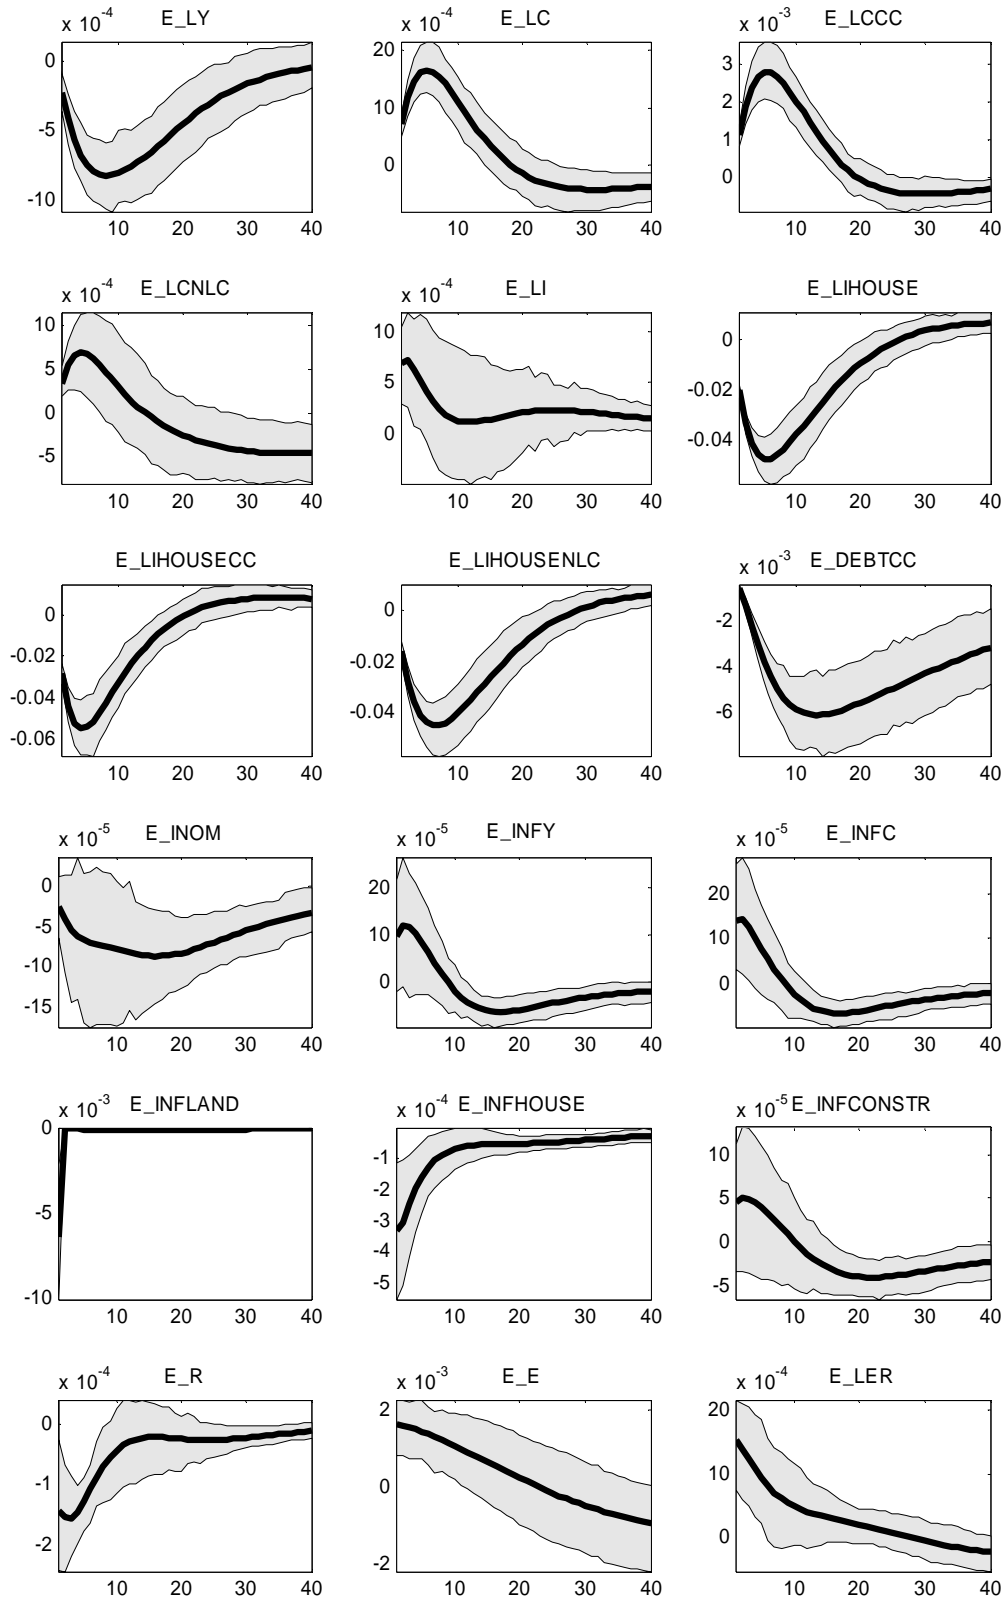 x 10-4 E_LY
0
-5
-10
10 20 30 40
x 10-4 E_LC
20
10
0
10 20 30 40
x 10-3 E_LCCC
3
2
1
0
10 20 30 40
x 10-4 E_LCNLC
10
5
0
-5
10 20 30 40
x 10-4 E_LI
10
5
0
10 20 30 40
E_LIHOUSE
0
-0.02
-0.04
10 20 30 40
E_LIHOUSECC
0
-0.02
-0.04
-0.06
10 20 30 40
E_LIHOUSENLC
0
-0.02
-0.04
10 20 30 40
x 10-3 E_DEBTCC
-2
-4
-6
10 20 30 40
x 10-5 E_INOM
0
-5
-10
-15
10 20 30 40
x 10-5 E_INFY
20
10
0
10 20 30 40
x 10-5 E_INFC
20
10
0
10 20 30 40
x 10-3 E_INFLAND
0
-5
-10
10 20 30 40
x 10-4 E_INFHOUSE
-1
-2
-3
-4
-5
10 20 30 40
x 10-5 E_INFCONSTR
10
5
0
-5
10 20 30 40
x 10-4 E_R
0
-1
-2
10 20 30 40
x 10-3 E_E
2
0
-2
10 20 30 40
x 10-4 E_LER
20
10
0
10 20 30 40